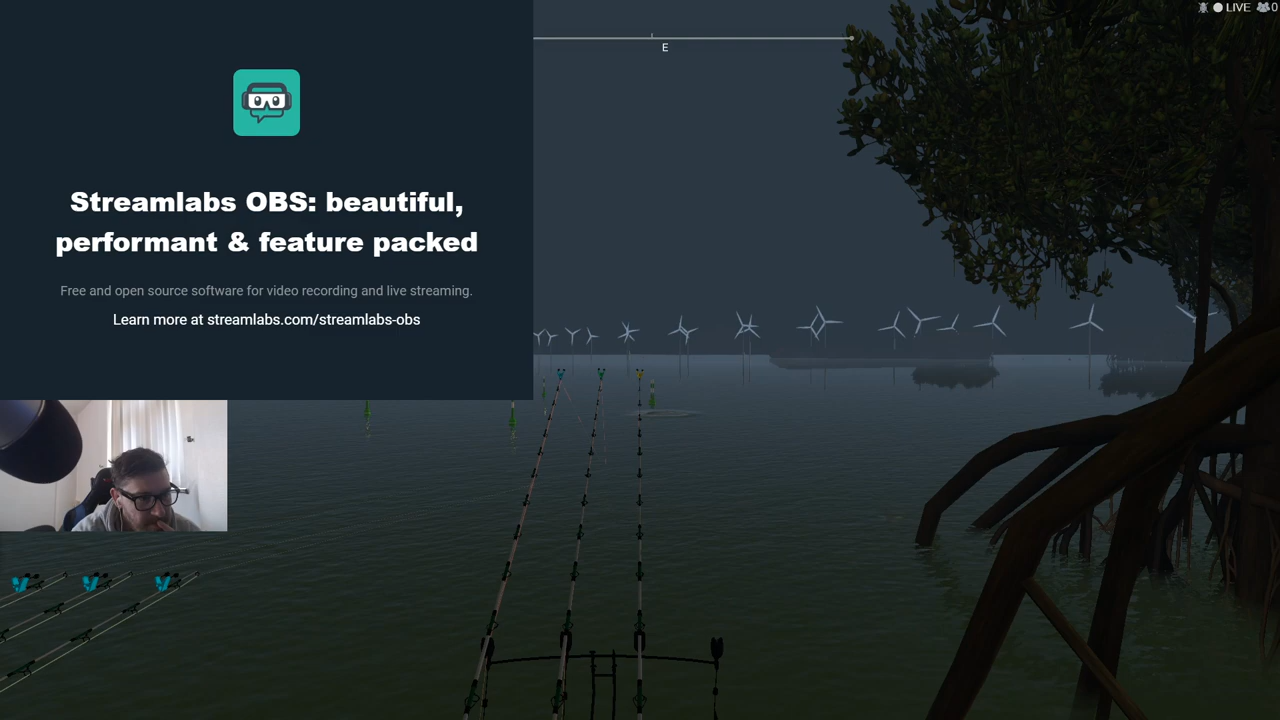 LIVE 0
E
Streamlabs OBS: beautiful,
performant & feature packed
Free and open source software for video recording and live streaming.
Learn more at streamlabs.com/streamlabs-obs